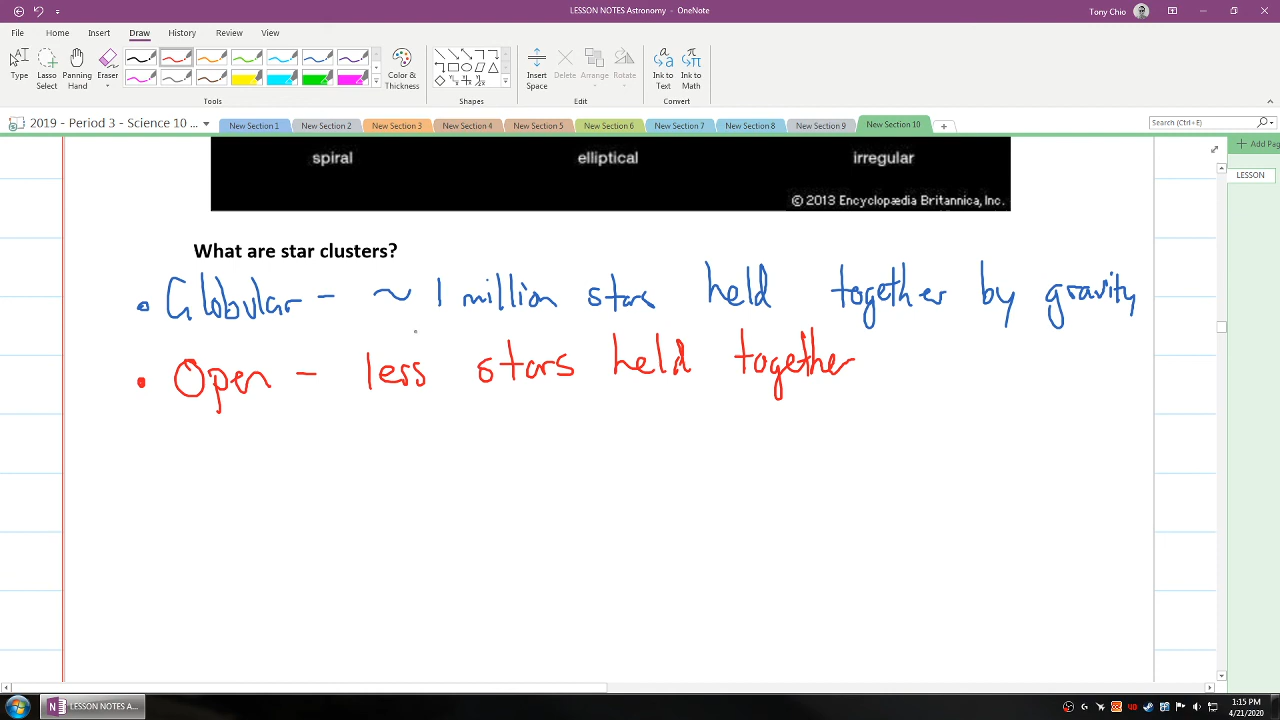 LESSON NOTES Astronomy - OneNote
Tony Chio
File Home Insert Draw History Review View
Type
Lasso Select
Panning Hand
Eraser
Color & Thickness
Insert Space
Delete
Arrange
Rotate
Ink to Text
Ink to Math
Tools
Shapes
Edit
Convert
2019 - Period 3 - Science 10 ...
New Section 1
New Section 2
New Section 3
New Section 4
New Section 5
New Section 6
New Section 7
New Section 8
New Section 9
New Section 10
Search (Ctrl+E)
Add Pag
LESSON
spiral elliptical irregular
© 2013 Encyclopædia Britannica, Inc.
What are star clusters?
• Globular - ~ 1 million stars held together by gravity
• Open - less stars held together
LESSON NOTES A...
1:15 PM
4/21/2020